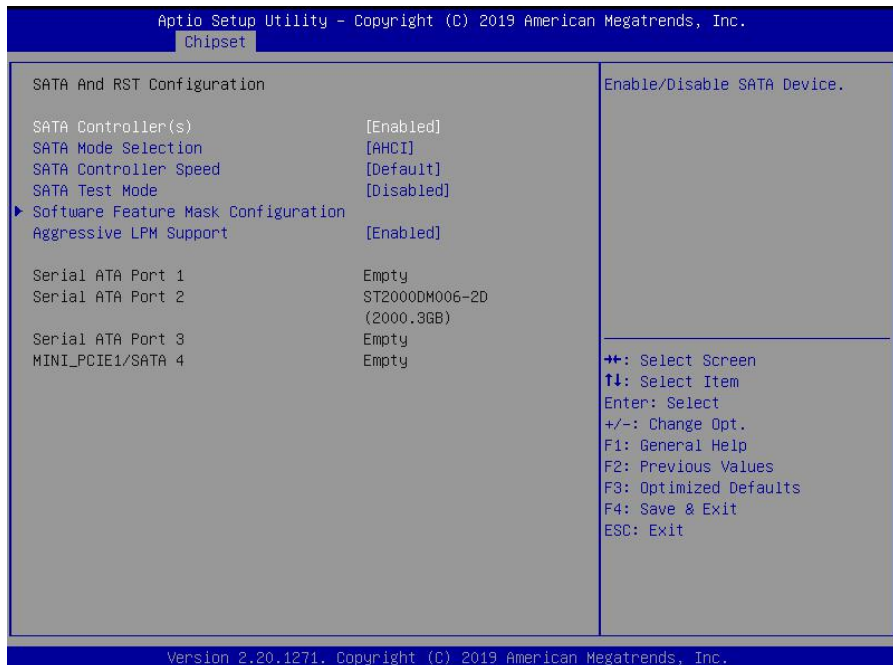 Aptio Setup Utility – Copyright (C) 2019 American Megatrends, Inc.
Chipset
SATA And RST Configuration
SATA Controller(s) [Enabled]
SATA Mode Selection [AHCI]
SATA Controller Speed [Default]
SATA Test Mode [Disabled]
Software Feature Mask Configuration
Aggressive LPM Support [Enabled]
Serial ATA Port 1 Empty
Serial ATA Port 2 ST2000DM006-2D
(2000.3GB)
Serial ATA Port 3 Empty
MINI_PCIE1/SATA 4 Empty
Enable/Disable SATA Device.
→←: Select Screen
↑↓: Select Item
Enter: Select
+/-: Change Opt.
F1: General Help
F2: Previous Values
F3: Optimized Defaults
F4: Save & Exit
ESC: Exit
Version 2.20.1271. Copyright (C) 2019 American Megatrends, Inc.